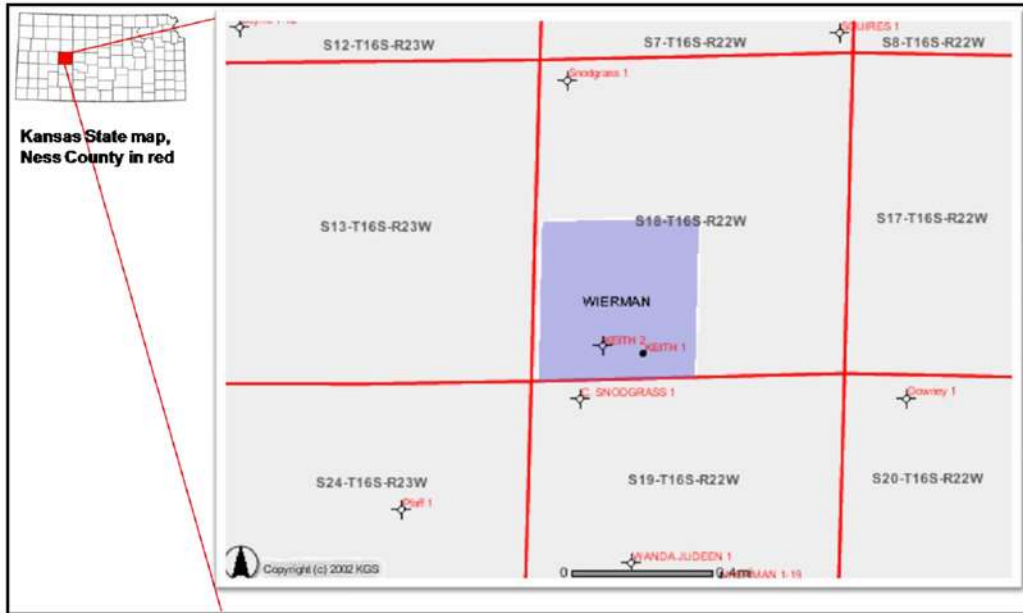 Kansas State map,
Ness County in red
S12-T16S-R23W
S7-T16S-R22W
SQUIRES 1
S8-T16S-R22W
Snodgrass 1
S13-T16S-R23W
S18-T16S-R22W
S17-T16S-R22W
WIERMAN
KEITH 2
KEITH 1
C. SNODGRASS 1
Downey 1
S24-T16S-R23W
S19-T16S-R22W
S20-T16S-R22W
Pfaff 1
WANDA JUDEEN 1
Copyright (c) 2002 KGS
0
0.4mi
WIERMAN 1-19